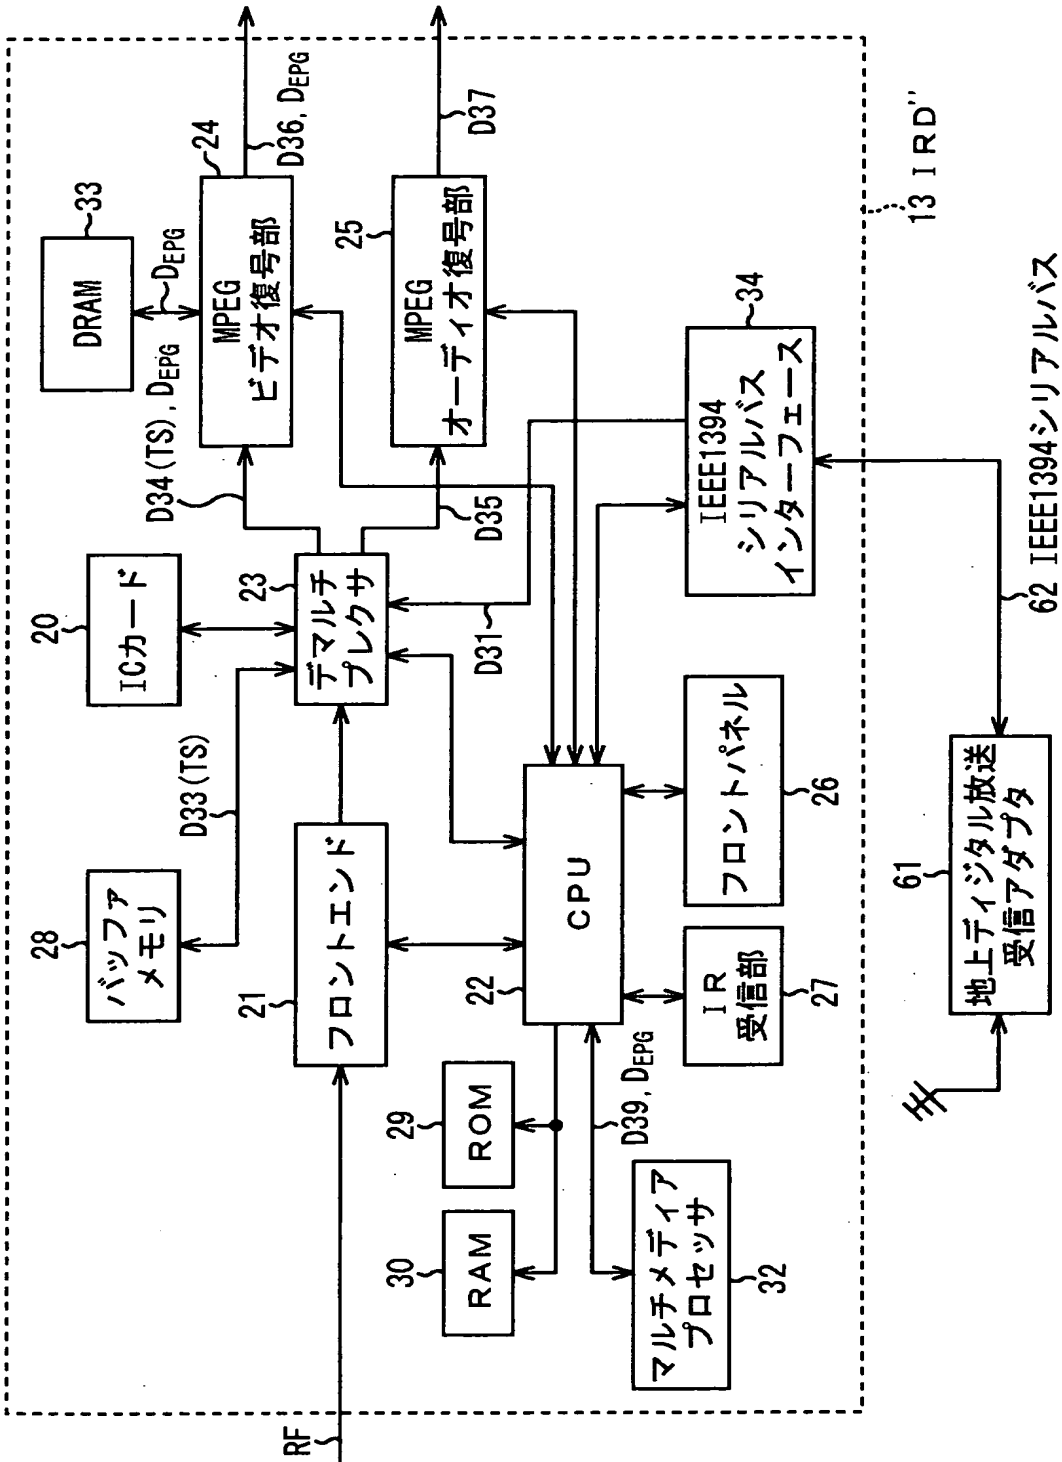 RF
30
RAM
29
ROM
32
マルチメディア
プロセッサ
D39, DEPG
28
バッファ
メモリ
D33(TS)
21
フロントエンド
22
CPU
27
IR
受信部
26
フロントパネル
20
ICカード
23
デマルチ
プレクサ
D31
D34(TS), DEPG
D35
33
DRAM
DEPG
24
MPEG
ビデオ復号部
D36, DEPG
25
MPEG
オーディオ復号部
D37
34
IEEE1394
シリアルバス
インターフェース
13 IRD''
61
地上ディジタル放送
受信アダプタ
62 IEEE1394シリアルバス